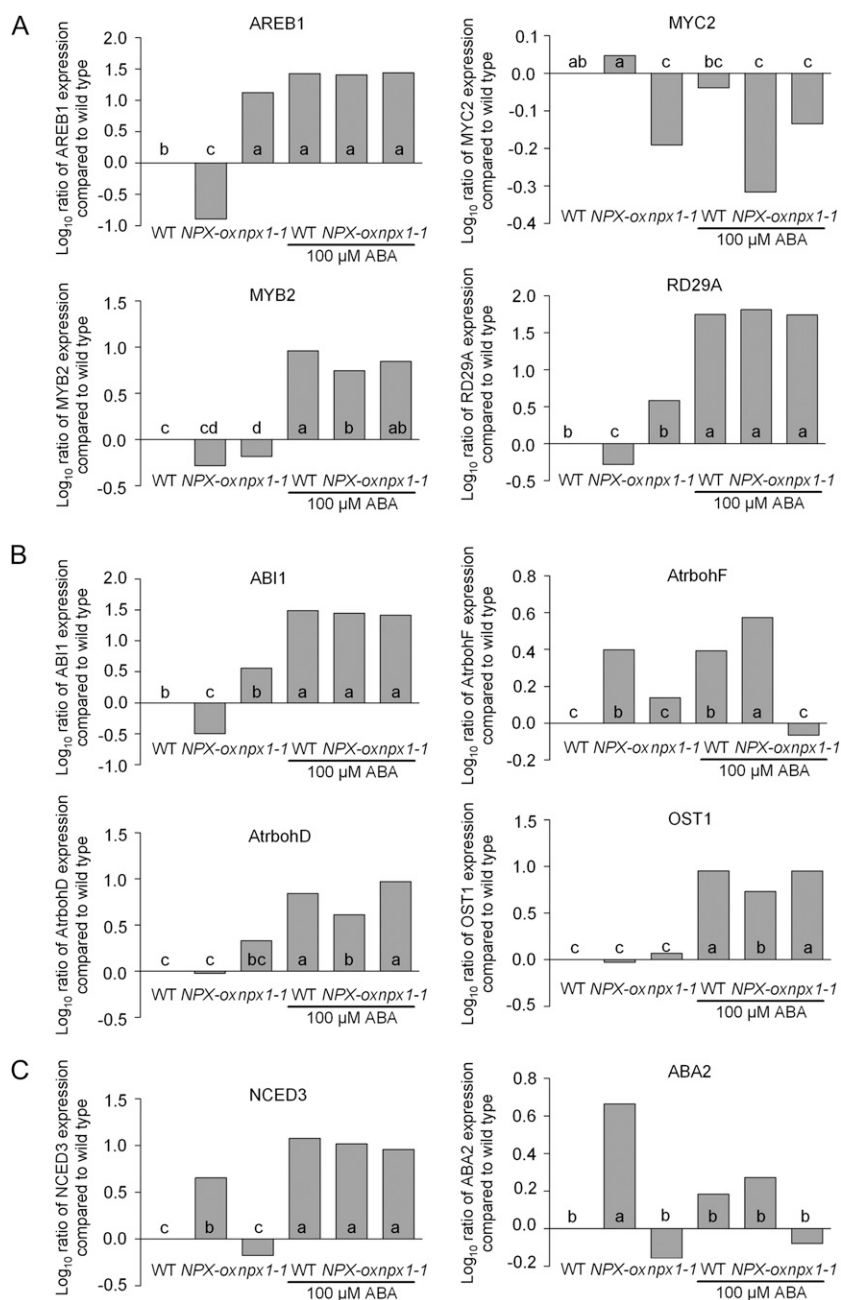 A
AREB1
Log10 ratio of AREB1 expression
compared to wild type
2.0
1.5
1.0
0.5
0.0
-0.5
-1.0
b c a a a a
WT NPX-ox npx1-1 WT NPX-ox npx1-1
100 µM ABA
MYC2
Log10 ratio of MYC2 expression
compared to wild type
0.1
0.0
-0.1
-0.2
-0.3
-0.4
ab a c bc c c
WT NPX-ox npx1-1 WT NPX-ox npx1-1
100 µM ABA
MYB2
Log10 ratio of MYB2 expression
compared to wild type
1.5
1.0
0.5
0.0
-0.5
c cd d a b ab
WT NPX-ox npx1-1 WT NPX-ox npx1-1
100 µM ABA
RD29A
Log10 ratio of RD29A expression
compared to wild type
2.0
1.5
1.0
0.5
0.0
-0.5
b c b a a a
WT NPX-ox npx1-1 WT NPX-ox npx1-1
100 µM ABA
B
ABI1
Log10 ratio of ABI1 expression
compared to wild type
2.0
1.5
1.0
0.5
0.0
-0.5
-1.0
b c b a a a
WT NPX-ox npx1-1 WT NPX-ox npx1-1
100 µM ABA
AtrbohF
Log10 ratio of AtrbohF expression
compared to wild type
0.8
0.6
0.4
0.2
0.0
-0.2
c b c b a c
WT NPX-ox npx1-1 WT NPX-ox npx1-1
100 µM ABA
AtrbohD
Log10 ratio of AtrbohD expression
compared to wild type
1.5
1.0
0.5
0.0
-0.5
c c bc a b a
WT NPX-ox npx1-1 WT NPX-ox npx1-1
100 µM ABA
OST1
Log10 ratio of OST1 expression
compared to wild type
1.5
1.0
0.5
0.0
-0.5
c c c a b a
WT NPX-ox npx1-1 WT NPX-ox npx1-1
100 µM ABA
C
NCED3
Log10 ratio of NCED3 expression
compared to wild type
1.5
1.0
0.5
0.0
-0.5
c b c a a a
WT NPX-ox npx1-1 WT NPX-ox npx1-1
100 µM ABA
ABA2
Log10 ratio of ABA2 expression
compared to wild type
0.8
0.6
0.4
0.2
0.0
-0.2
b a b b b b
WT NPX-ox npx1-1 WT NPX-ox npx1-1
100 µM ABA